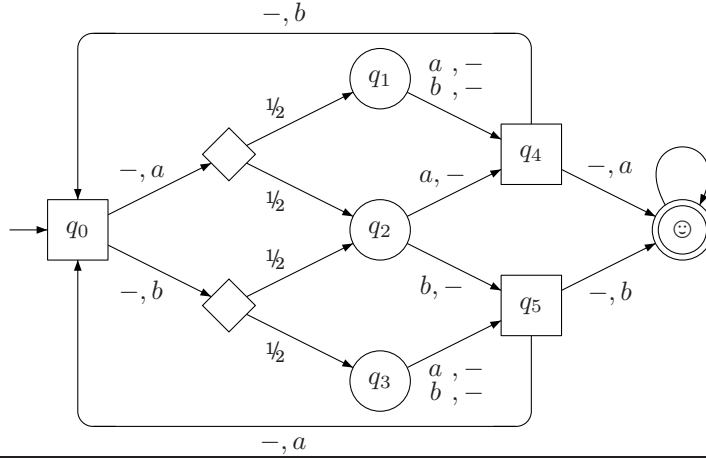 −, b
q1
a , −
b , −
½
−, a
q4
−, a
a, −
½
q0
q2
☺
½
−, b
b, −
q5
−, b
½
q3
a , −
b , −
−, a